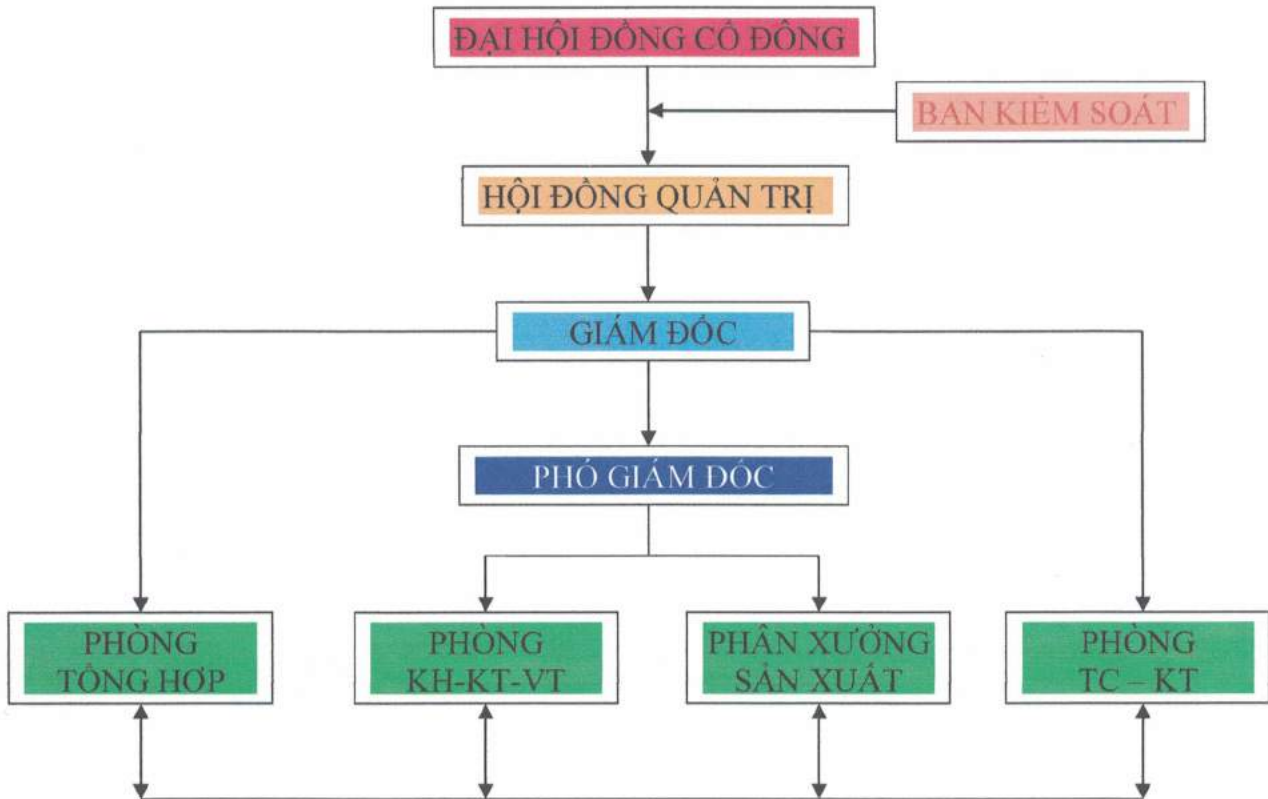 ĐẠI HỘI ĐỒNG CỔ ĐÔNG
BAN KIỂM SOÁT
HỘI ĐỒNG QUẢN TRỊ
GIÁM ĐỐC
PHÓ GIÁM ĐỐC
PHÒNG
TỔNG HỢP
PHÒNG
KH-KT-VT
PHÂN XƯỞNG
SẢN XUẤT
PHÒNG
TC – KT